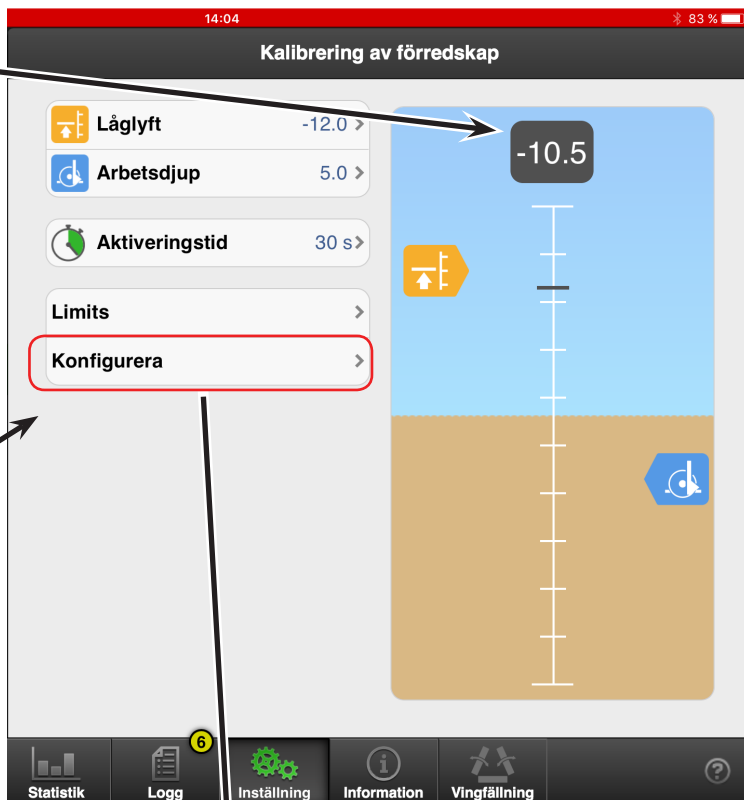 14:04
83 %
Kalibrering av förredskap
Låglyft -12.0 >
Arbetsdjup 5.0 >
Aktiveringstid 30 s >
Limits >
Konfigurera >
-10.5
6
Statistik Logg Inställning Information Vingfällning ?